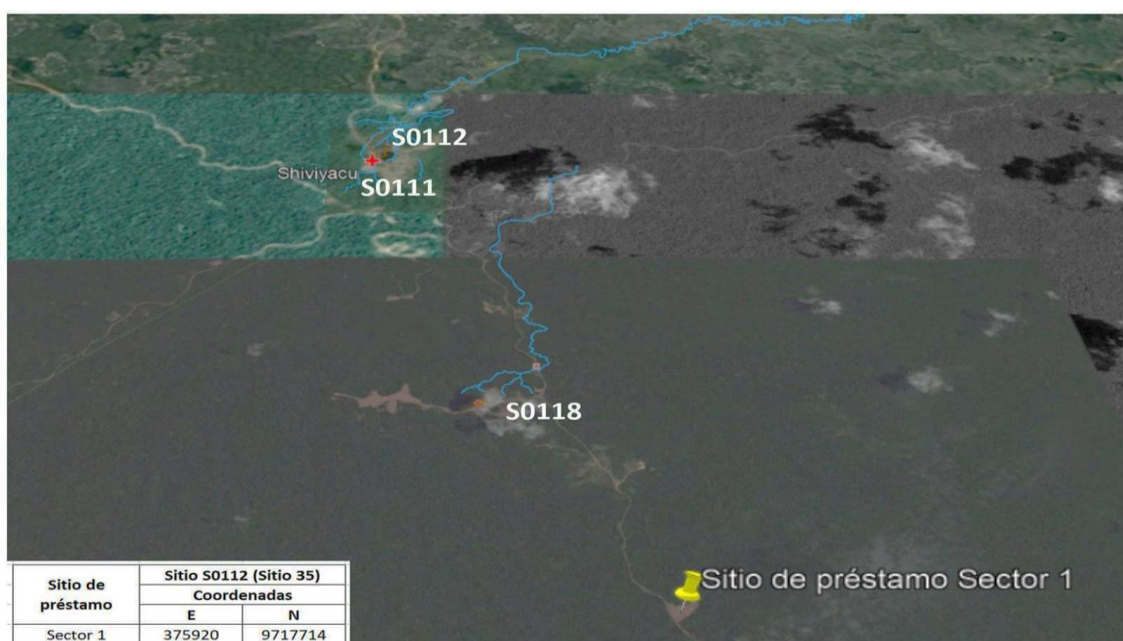 S0112
Shiviyacu
S0111
S0118
Sitio de préstamo Sector 1
Sitio de préstamo
Sitio S0112 (Sitio 35)
Coordenadas
E N
Sector 1 375920 9717714